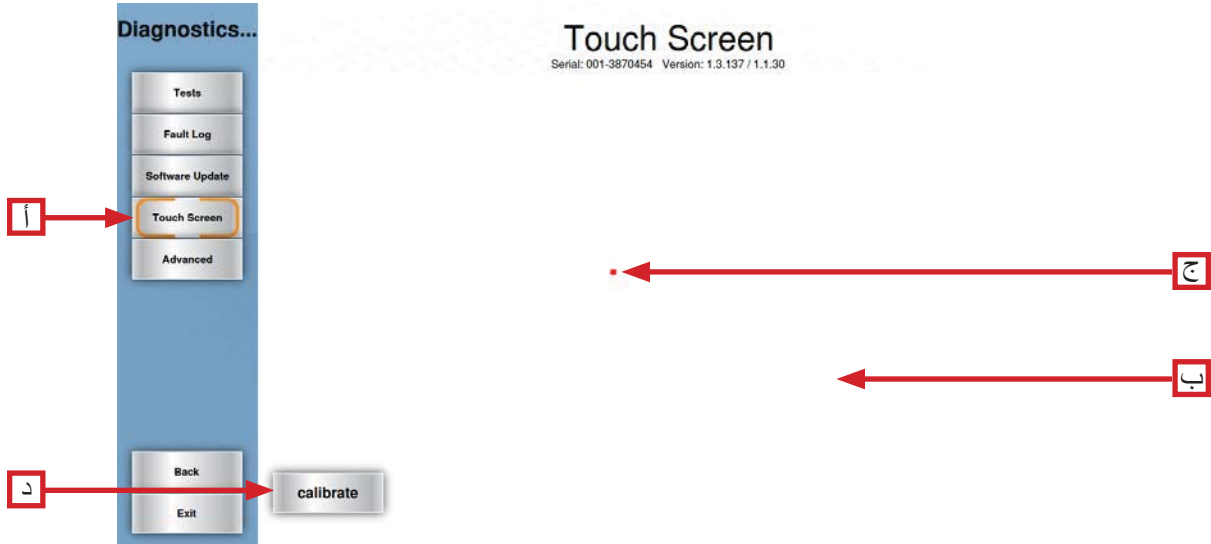 Diagnostics...
Touch Screen
Serial: 001-3870454 Version: 1.3.137 / 1.1.30
Tests
Fault Log
Software Update
أ
Touch Screen
Advanced
ج
ب
Back
د
calibrate
Exit